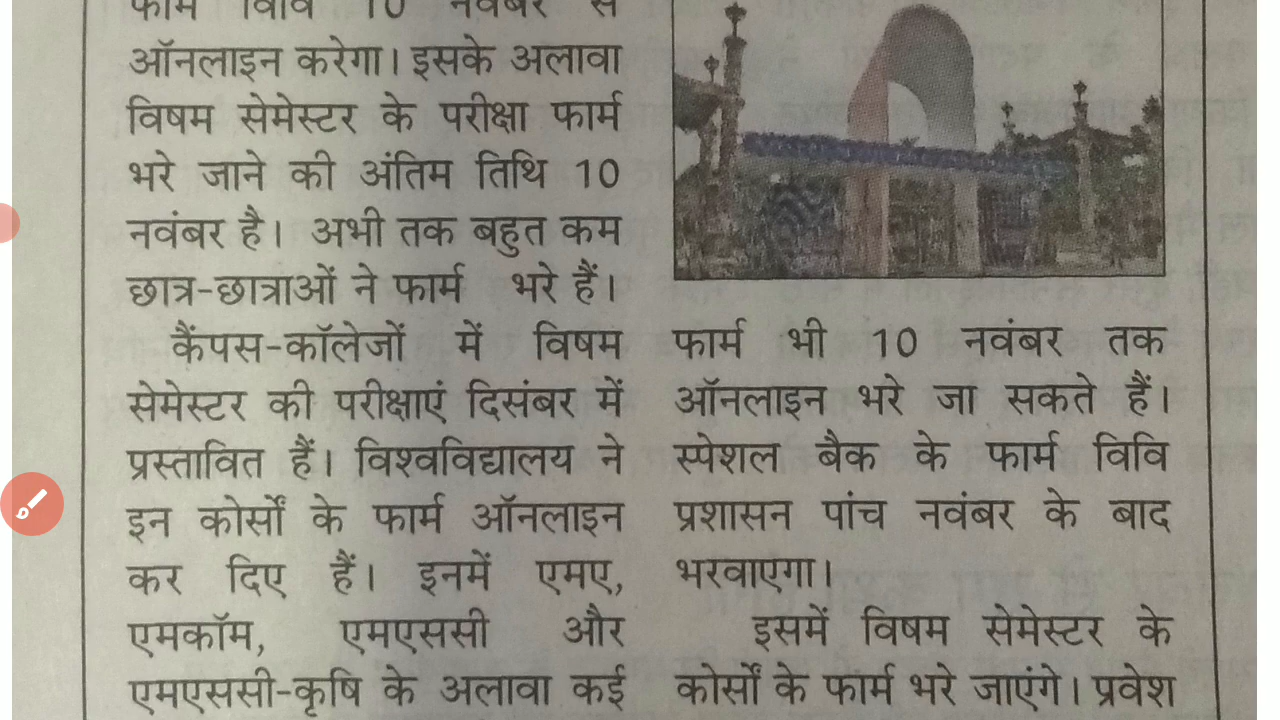 फार्म विवि 10 नवंबर से
ऑनलाइन करेगा। इसके अलावा
विषम सेमेस्टर के परीक्षा फार्म
भरे जाने की अंतिम तिथि 10
नवंबर है। अभी तक बहुत कम
छात्र-छात्राओं ने फार्म भरे हैं।
कैंपस-कॉलेजों में विषम
सेमेस्टर की परीक्षाएं दिसंबर में
प्रस्तावित हैं। विश्वविद्यालय ने
इन कोर्सों के फार्म ऑनलाइन
कर दिए हैं। इनमें एमए,
एमकॉम, एमएससी और
एमएससी-कृषि के अलावा कई
फार्म भी 10 नवंबर तक
ऑनलाइन भरे जा सकते हैं।
स्पेशल बैक के फार्म विवि
प्रशासन पांच नवंबर के बाद
भरवाएगा।
इसमें विषम सेमेस्टर के
कोर्सों के फार्म भरे जाएंगे। प्रवेश